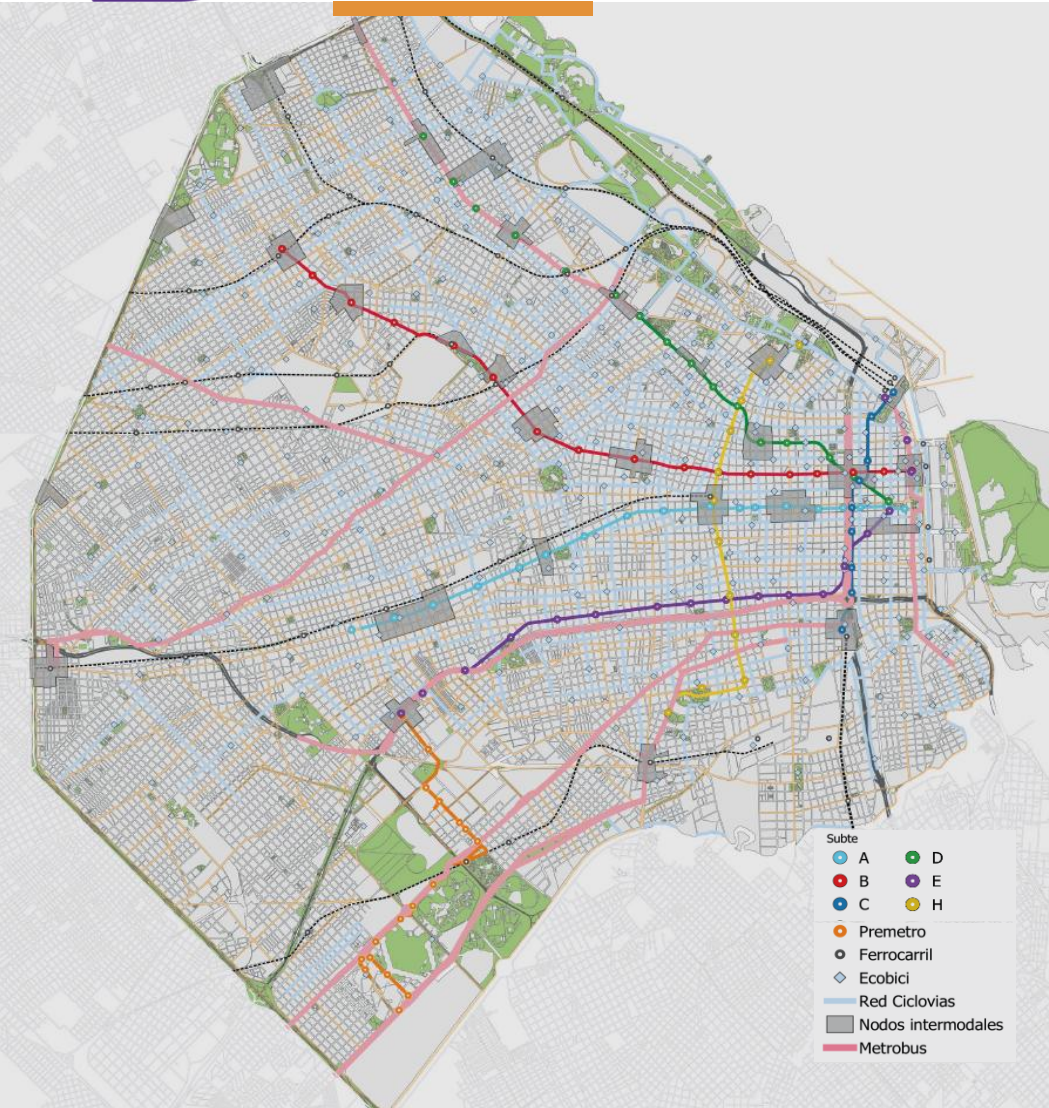 Subte
A
D
B
E
C
H
Premetro
Ferrocarril
Ecobici
Red Ciclovias
Nodos intermodales
Metrobus